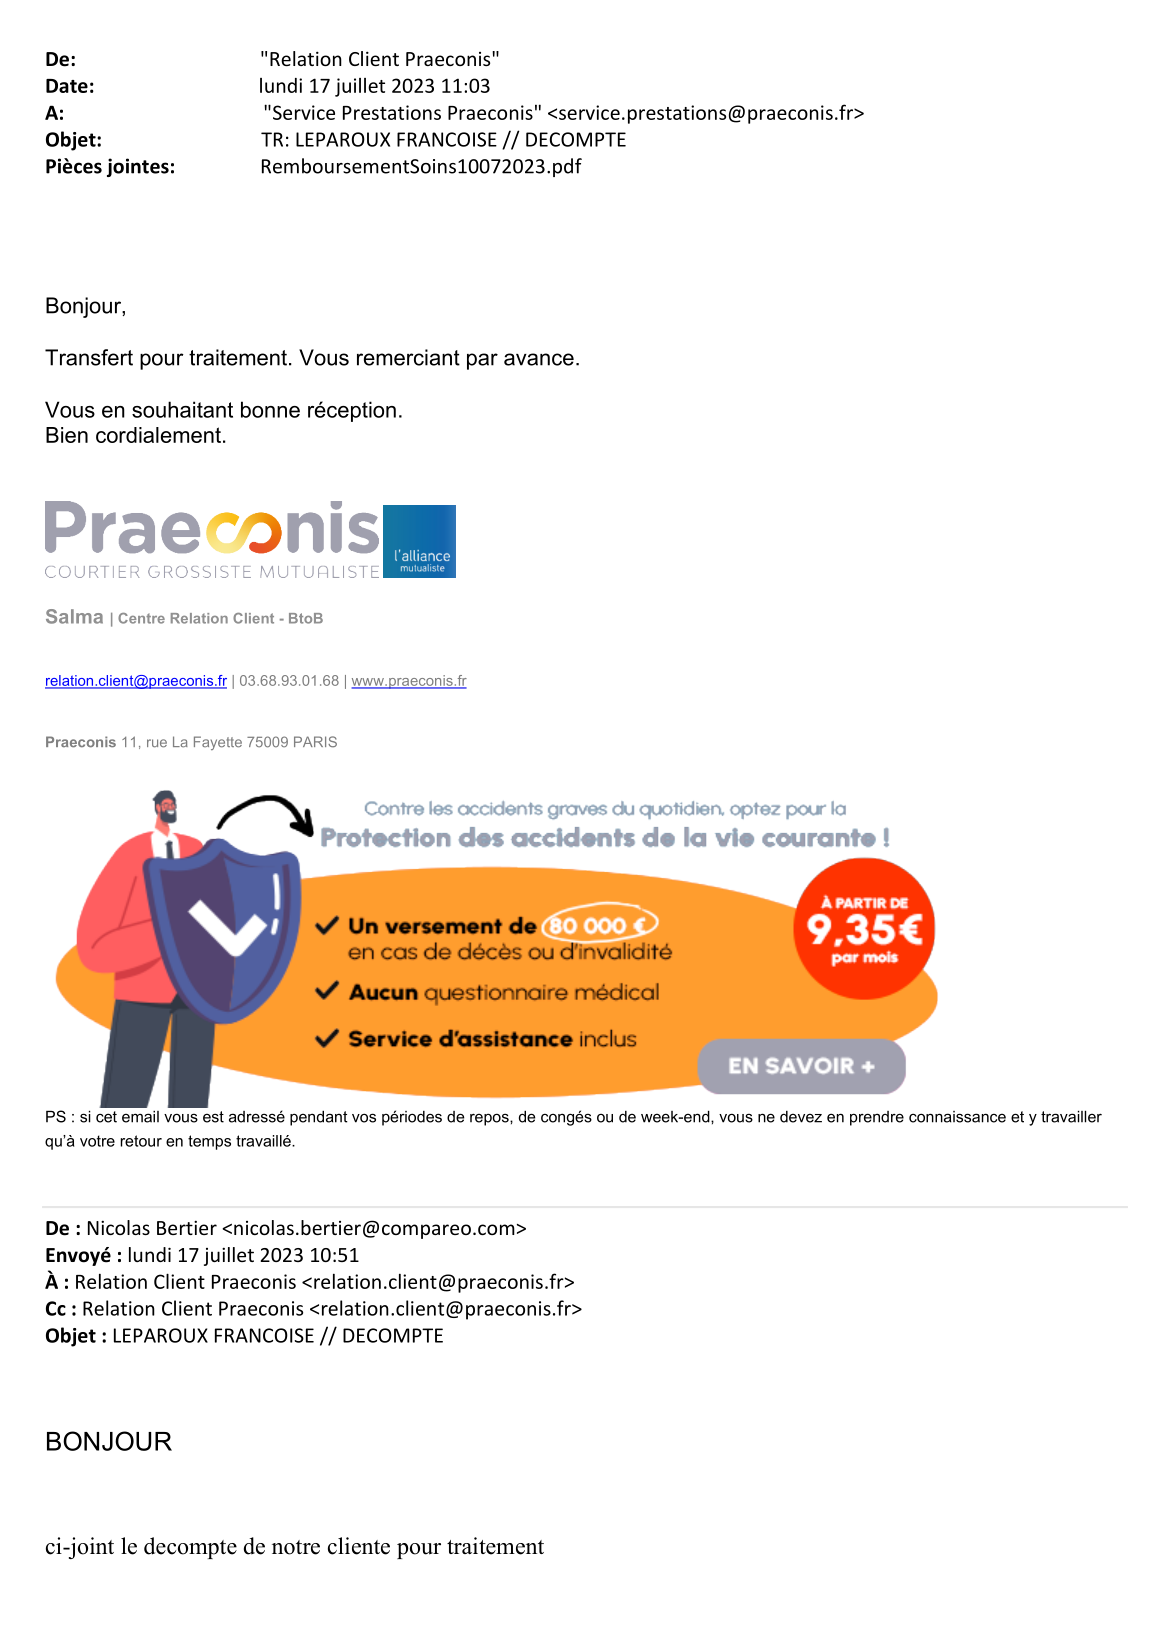 De: "Relation Client Praeconis"
Date: lundi 17 juillet 2023 11:03
A: "Service Prestations Praeconis" <service.prestations@praeconis.fr>
Objet: TR: LEPAROUX FRANCOISE // DECOMPTE
Pièces jointes: RemboursementSoins10072023.pdf
Bonjour,
Transfert pour traitement. Vous remerciant par avance.
Vous en souhaitant bonne réception.
Bien cordialement.
Praeconis
COURTIER GROSSISTE MUTUALISTE
l'alliance
mutualiste
Salma | Centre Relation Client - BtoB
relation.client@praeconis.fr | 03.68.93.01.68 | www.praeconis.fr
Praeconis 11, rue La Fayette 75009 PARIS
Contre les accidents graves du quotidien, optez pour la
Protection des accidents de la vie courante !
Un versement de 80 000 €
en cas de décès ou d'invalidité
Aucun questionnaire médical
Service d'assistance inclus
À PARTIR DE
9,35€
par mois
EN SAVOIR +
PS : si cet email vous est adressé pendant vos périodes de repos, de congés ou de week-end, vous ne devez en prendre connaissance et y travailler
qu'à votre retour en temps travaillé.
De : Nicolas Bertier <nicolas.bertier@compareo.com>
Envoyé : lundi 17 juillet 2023 10:51
À : Relation Client Praeconis <relation.client@praeconis.fr>
Cc : Relation Client Praeconis <relation.client@praeconis.fr>
Objet : LEPAROUX FRANCOISE // DECOMPTE
BONJOUR
ci-joint le decompte de notre cliente pour traitement